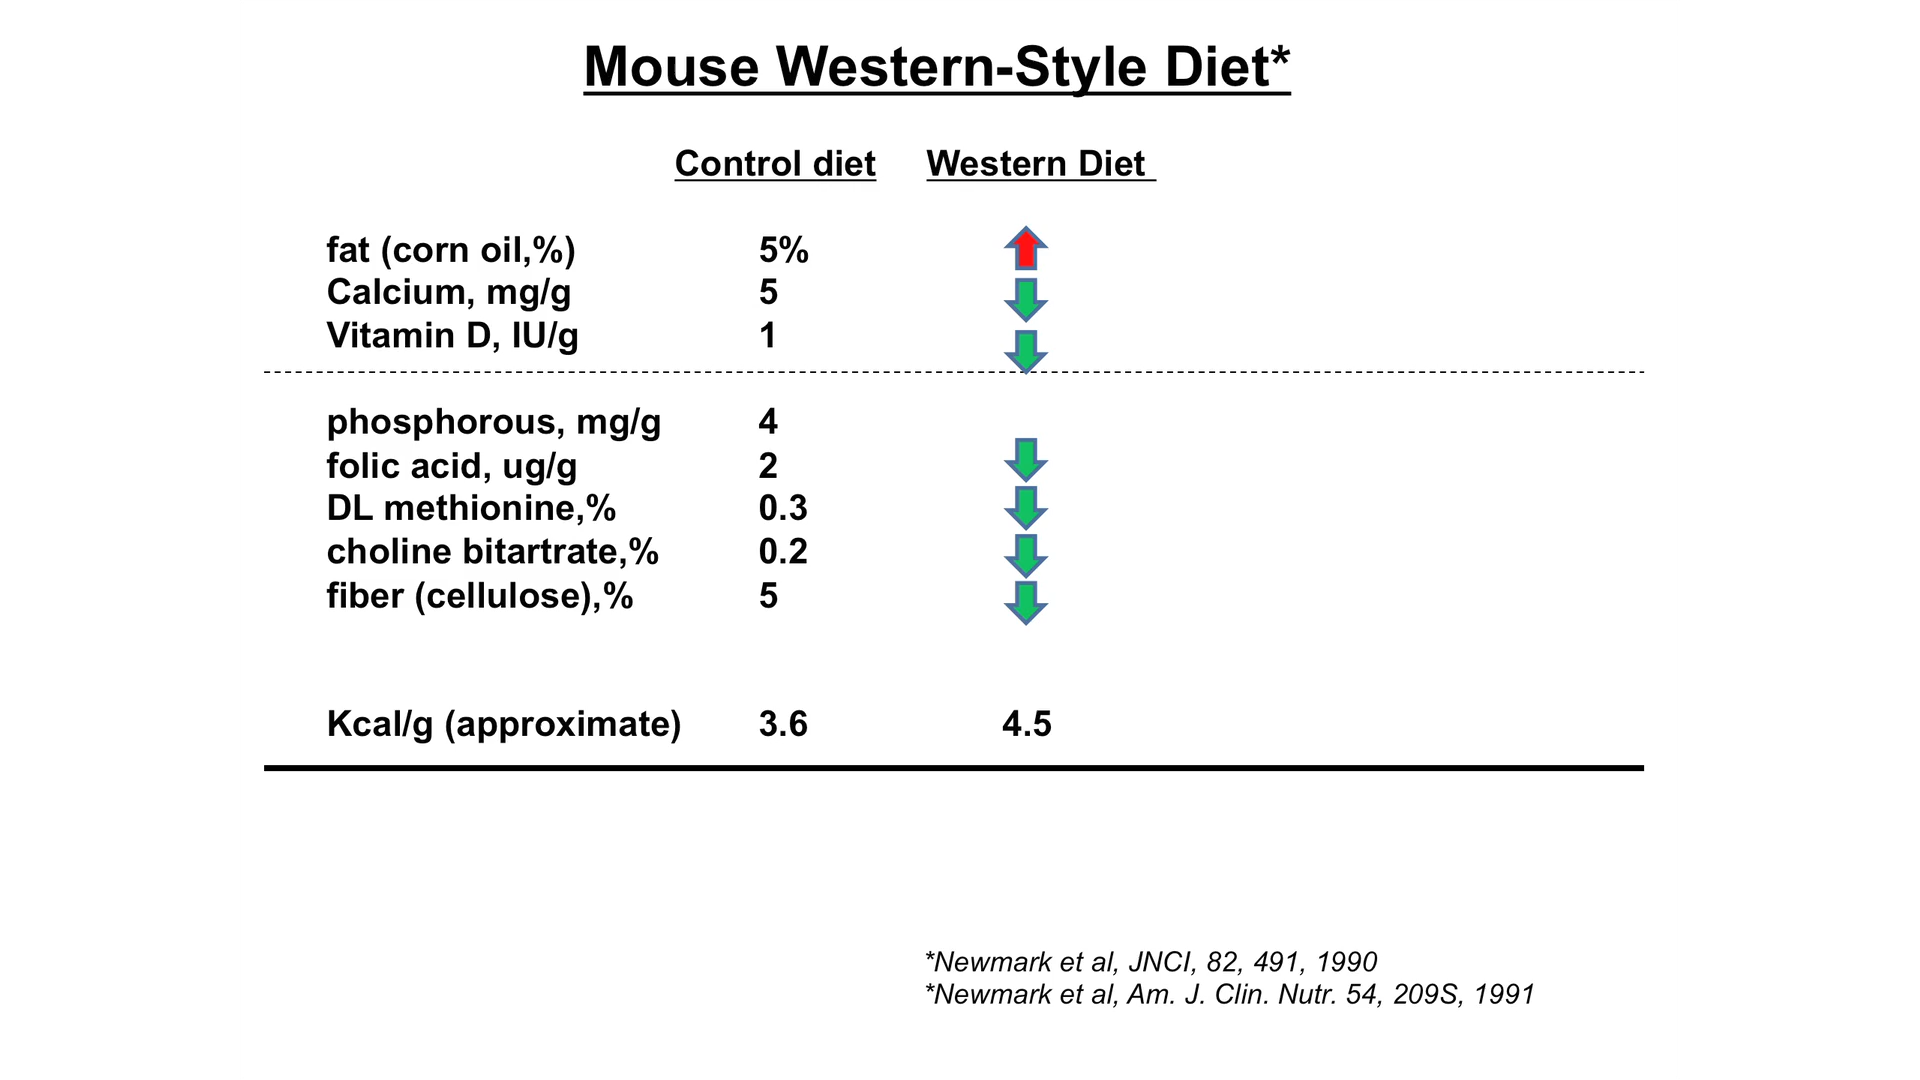 Mouse Western-Style Diet*
Control diet Western Diet
fat (corn oil,%) 5%
Calcium, mg/g 5
Vitamin D, IU/g 1
phosphorous, mg/g 4
folic acid, ug/g 2
DL methionine,% 0.3
choline bitartrate,% 0.2
fiber (cellulose),% 5
Kcal/g (approximate) 3.6 4.5
*Newmark et al, JNCI, 82, 491, 1990
*Newmark et al, Am. J. Clin. Nutr. 54, 209S, 1991